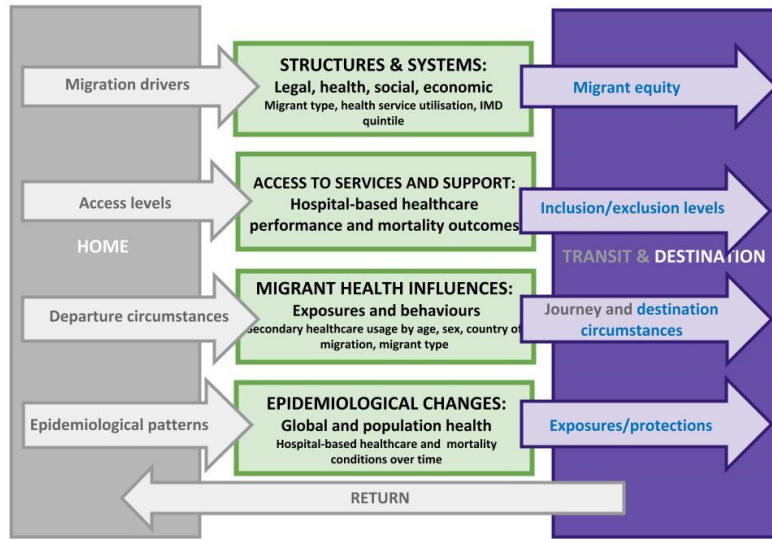 Migration drivers
STRUCTURES & SYSTEMS:
Legal, health, social, economic
Migrant type, health service utilisation, IMD
quintile
Migrant equity
Access levels
ACCESS TO SERVICES AND SUPPORT:
Hospital-based healthcare
performance and mortality outcomes
Inclusion/exclusion levels
HOME
TRANSIT & DESTINATION
Departure circumstances
MIGRANT HEALTH INFLUENCES:
Exposures and behaviours
Secondary healthcare usage by age, sex, country of
migration, migrant type
Journey and destination
circumstances
Epidemiological patterns
EPIDEMIOLOGICAL CHANGES:
Global and population health
Hospital-based healthcare and mortality
conditions over time
Exposures/protections
RETURN